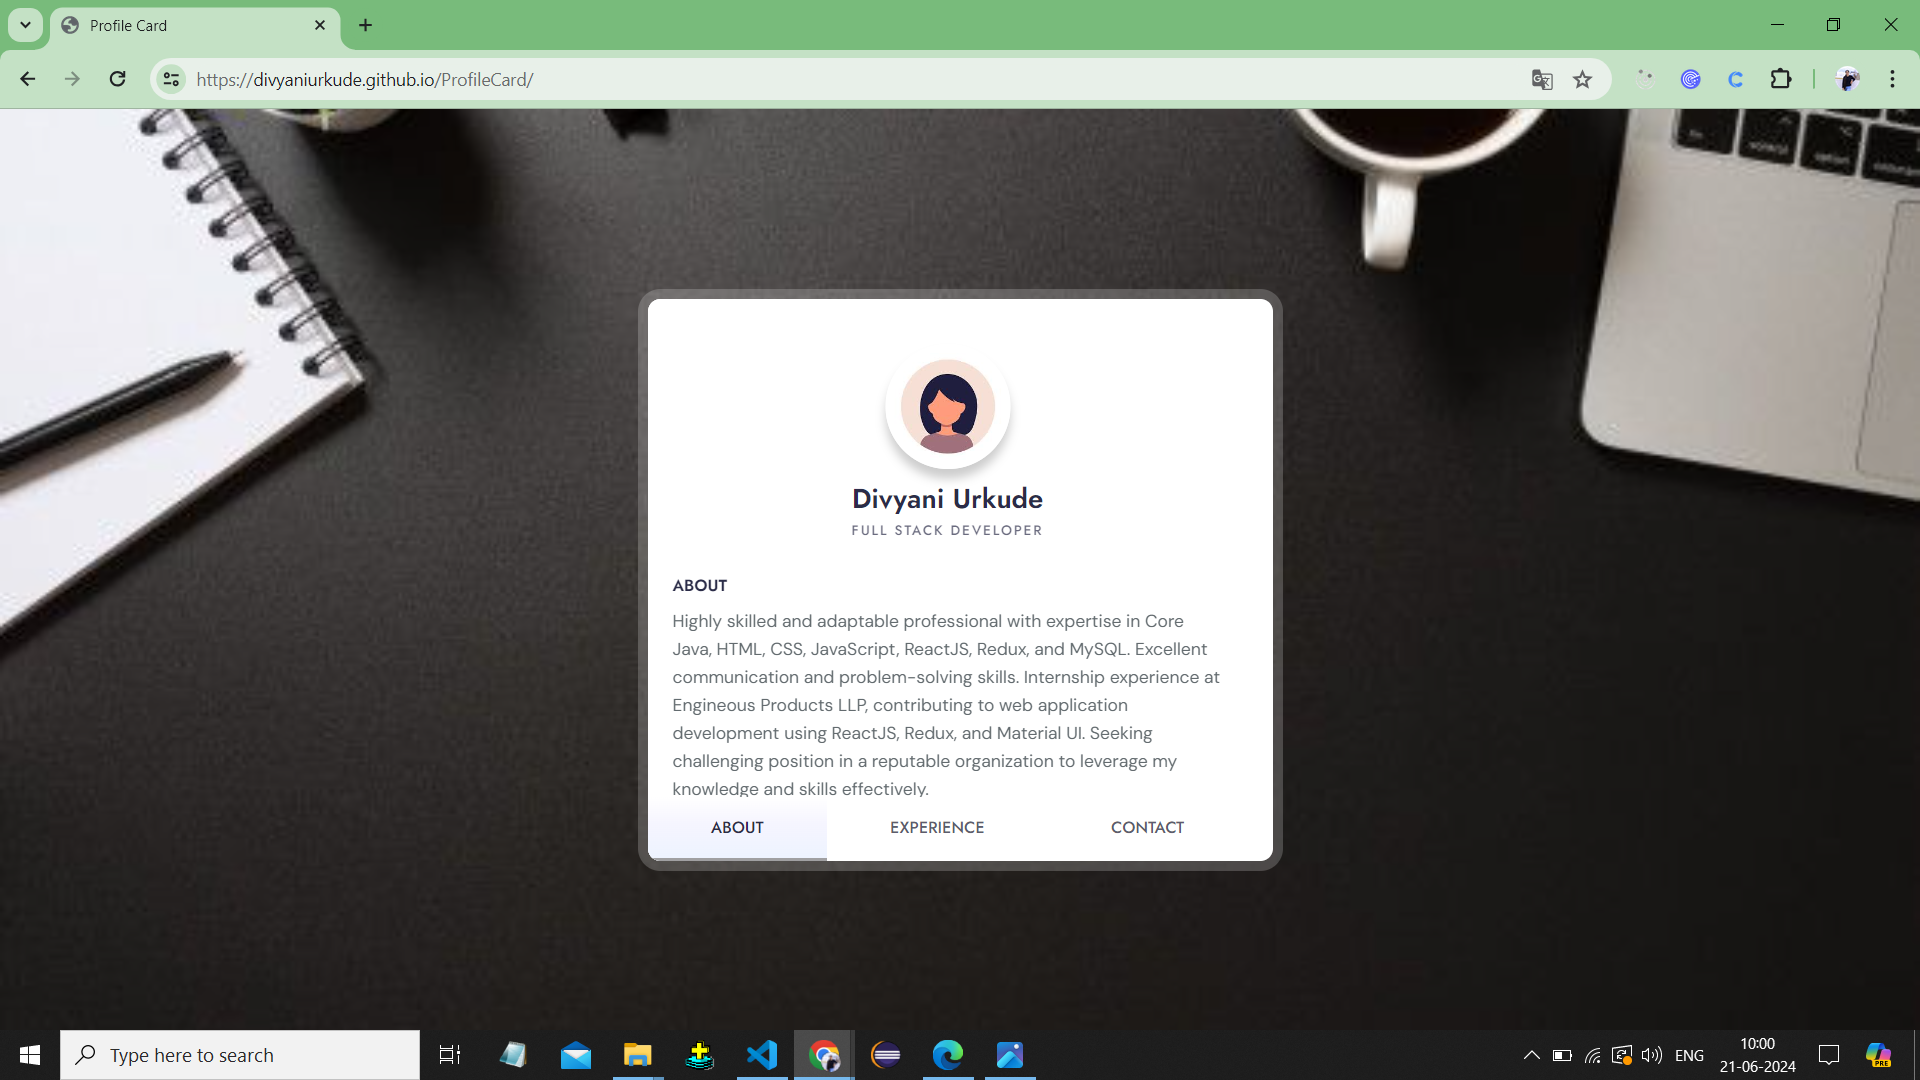 Profile Card
https://divyaniurkude.github.io/ProfileCard/
Divyani Urkude
FULL STACK DEVELOPER
ABOUT
Highly skilled and adaptable professional with expertise in Core
Java, HTML, CSS, JavaScript, ReactJS, Redux, and MySQL. Excellent
communication and problem-solving skills. Internship experience at
Engineous Products LLP, contributing to web application
development using ReactJS, Redux, and Material UI. Seeking
challenging position in a reputable organization to leverage my
knowledge and skills effectively.
ABOUT EXPERIENCE CONTACT
Type here to search
ENG
10:00
21-06-2024
PRE